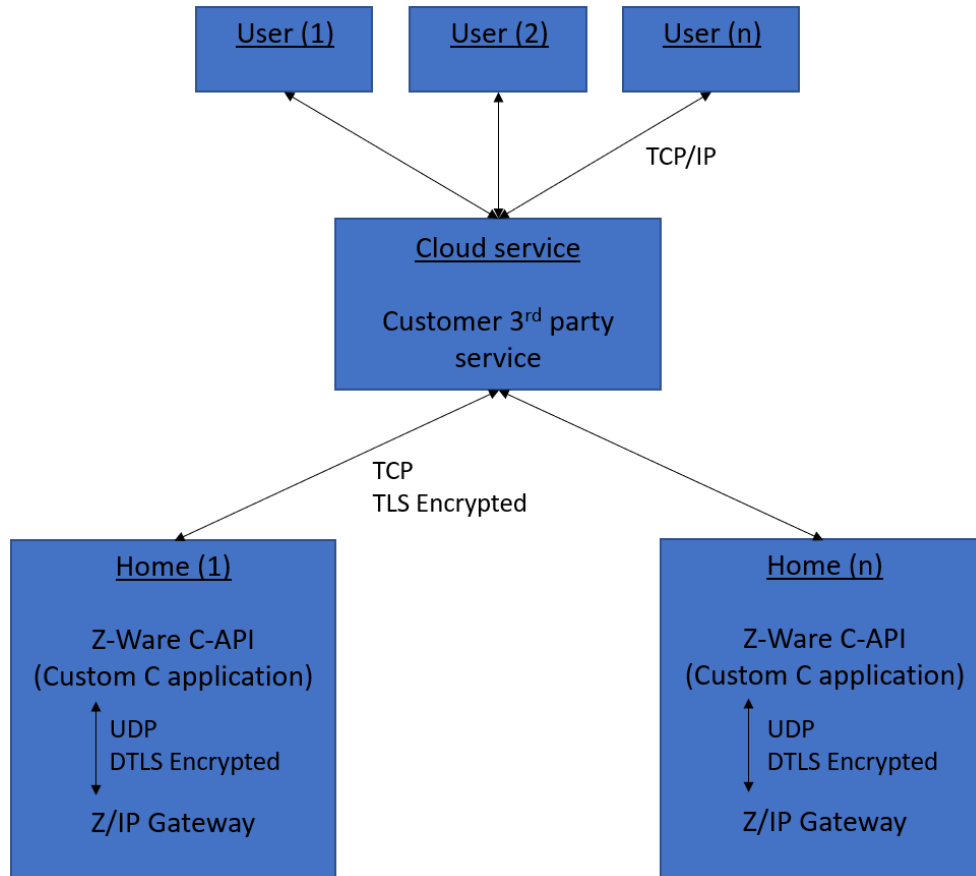 User (1)
User (2)
User (n)
TCP/IP
Cloud service
Customer 3rd party
service
TCP
TLS Encrypted
Home (1)
Z-Ware C-API
(Custom C application)
UDP
DTLS Encrypted
Z/IP Gateway
Home (n)
Z-Ware C-API
(Custom C application)
UDP
DTLS Encrypted
Z/IP Gateway